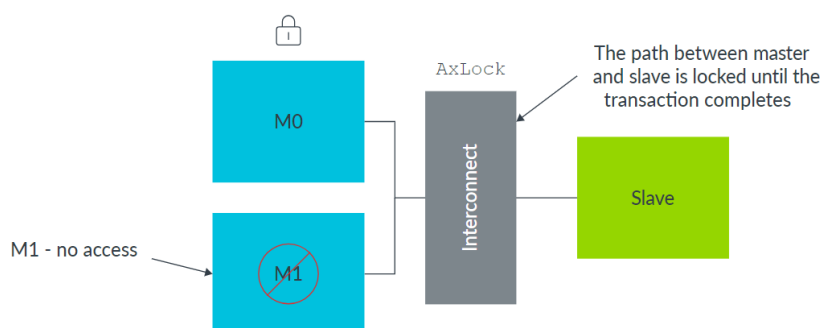 The path between master
and slave is locked until the
transaction completes
AxLock
M0
Interconnect
Slave
M1 - no access
M1